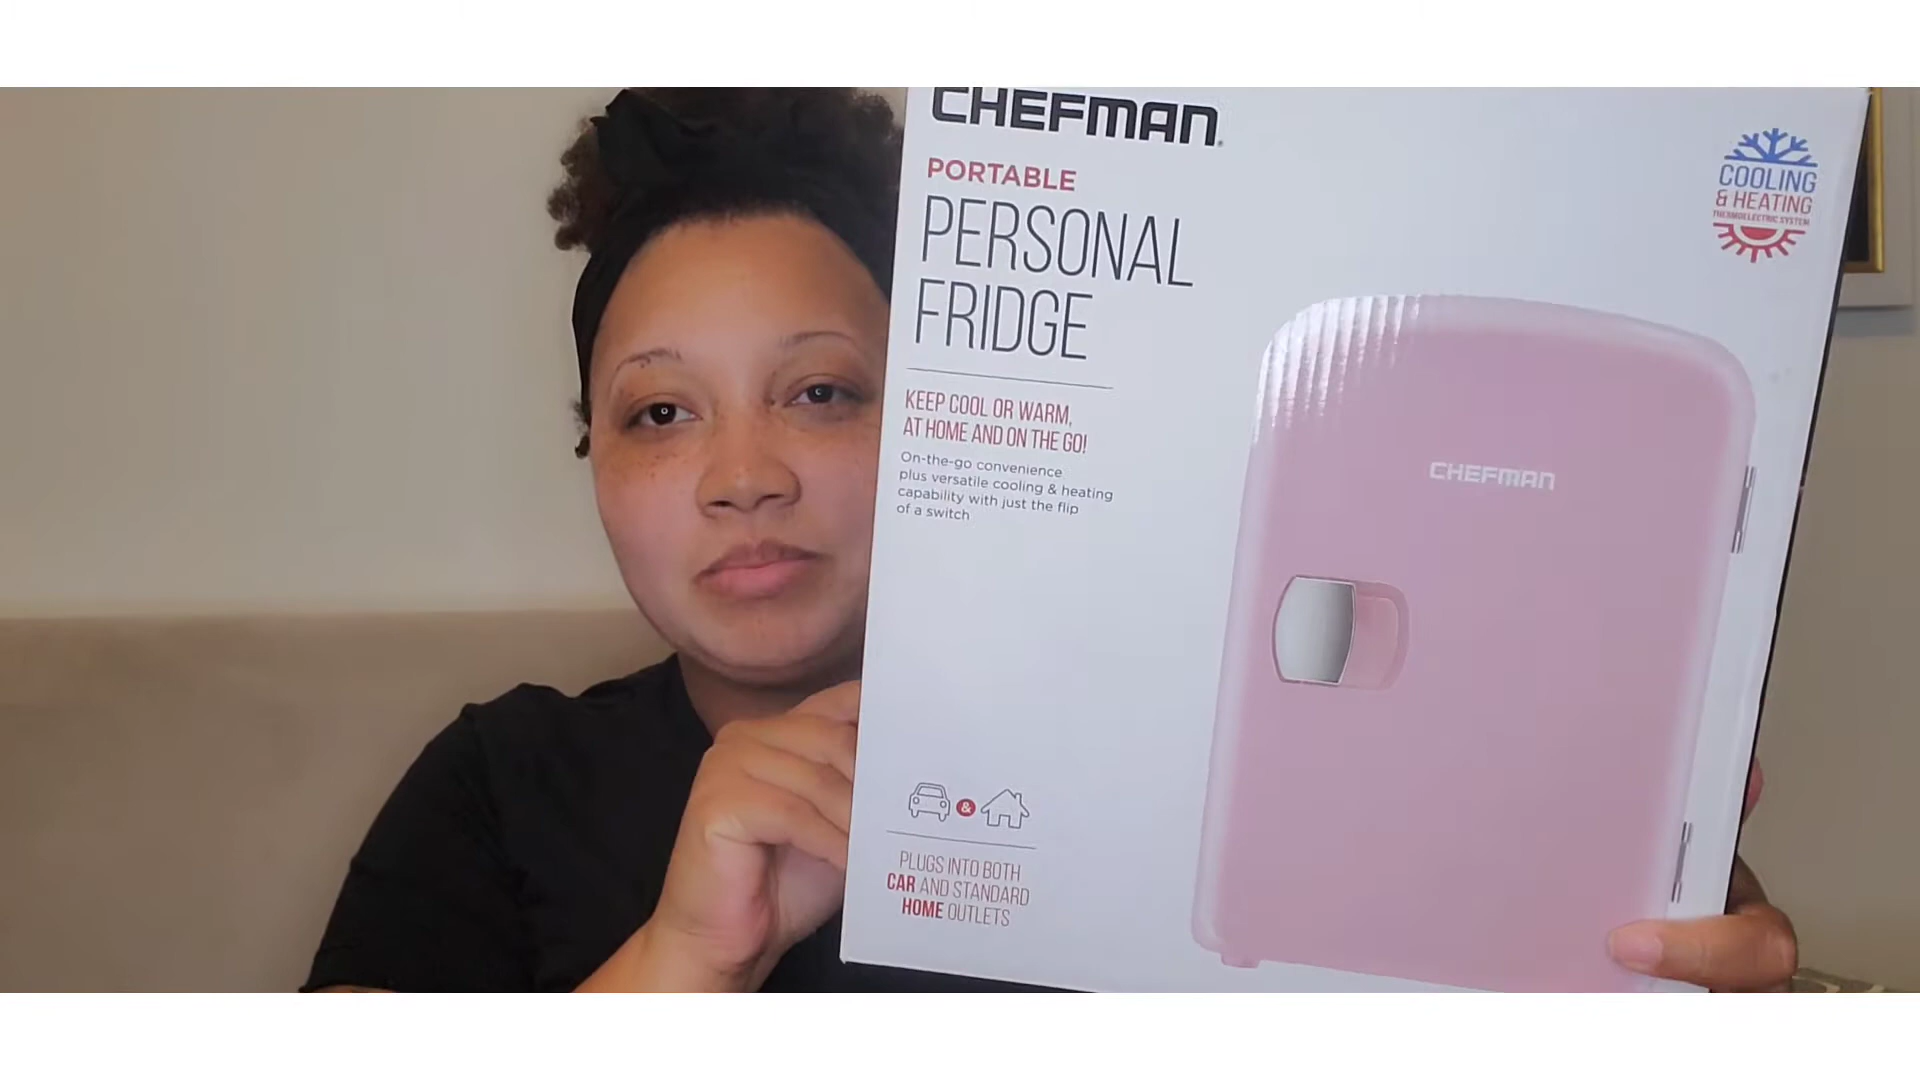 CHEFMAN
PORTABLE
PERSONAL
FRIDGE
KEEP COOL OR WARM,
AT HOME AND ON THE GO!
On-the-go convenience
plus versatile cooling & heating
capability with just the flip
of a switch
&
PLUGS INTO BOTH
CAR AND STANDARD
HOME OUTLETS
COOLING
& HEATING
THERMOELECTRIC SYSTEM
CHEFMAN